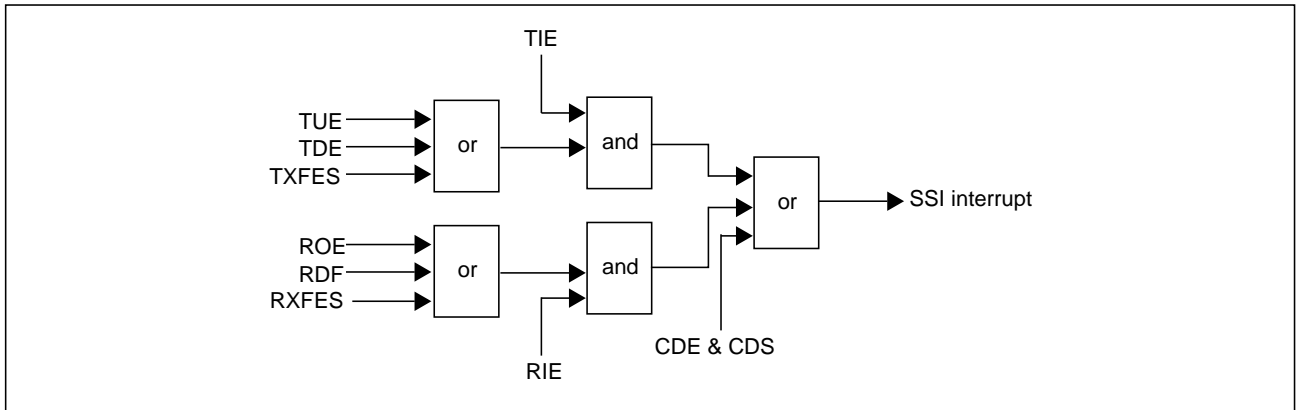 TIE
TUE
TDE
TXFES
or
and
or
SSI interrupt
ROE
RDF
RXFES
or
and
CDE & CDS
RIE